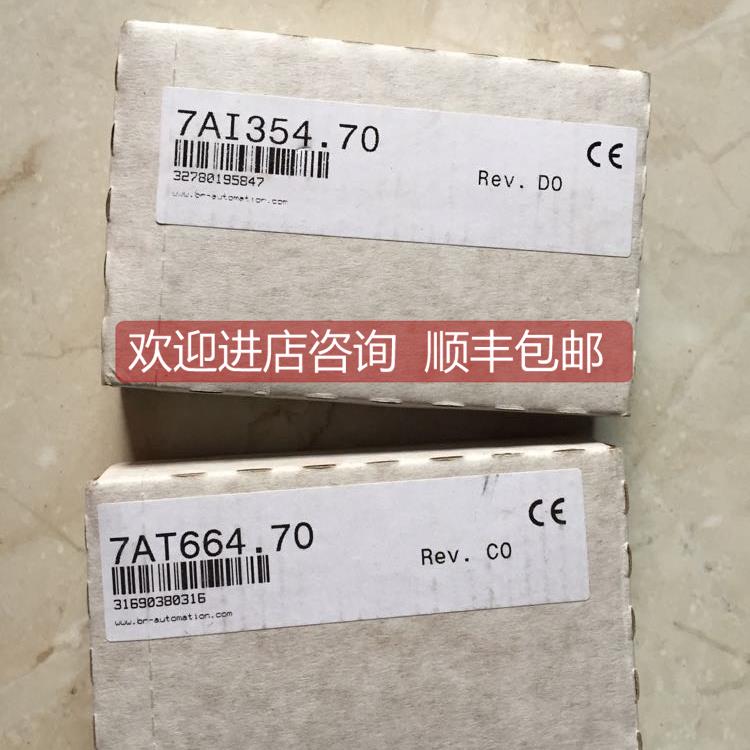 7AI354.70
CE
32780195847
Rev. D0
www.br-automation.com
欢迎进店咨询 顺丰包邮
7AT664.70
CE
31690380316
Rev. C0
www.br-automation.com